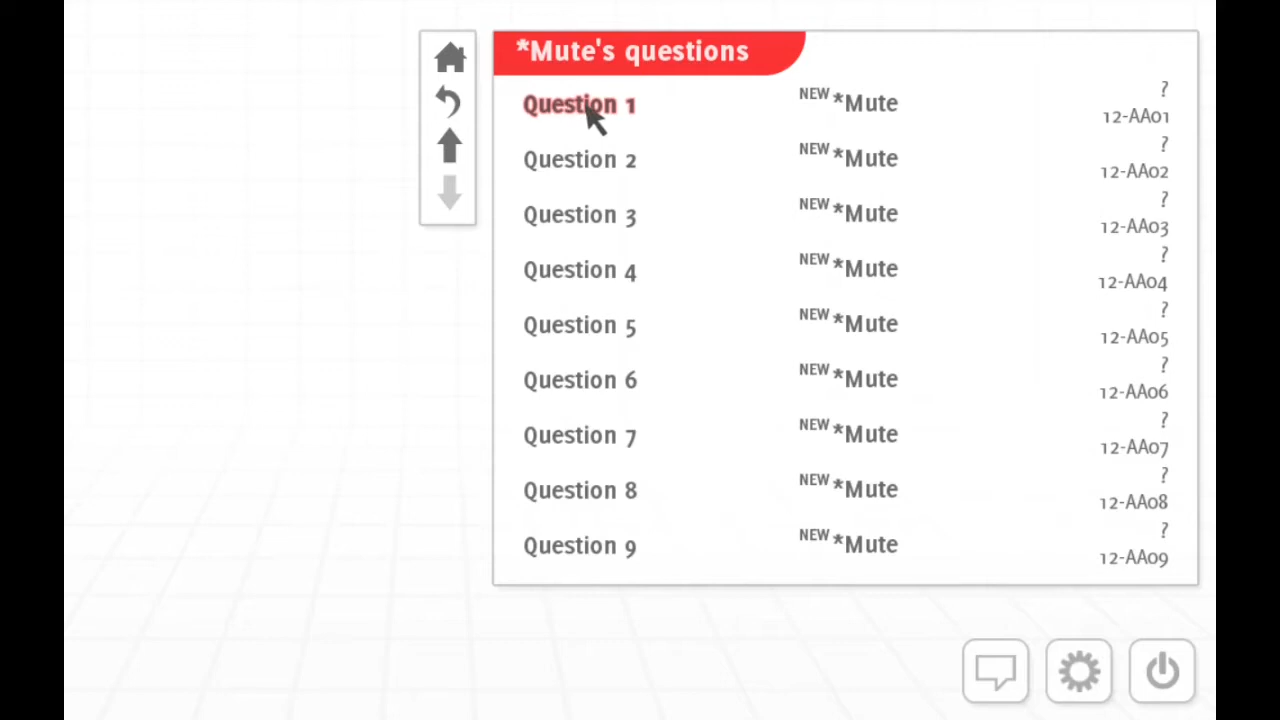 *Mute's questions
Question 1 NEW *Mute ?
12-AA01
Question 2 NEW *Mute ?
12-AA02
Question 3 NEW *Mute ?
12-AA03
Question 4 NEW *Mute ?
12-AA04
Question 5 NEW *Mute ?
12-AA05
Question 6 NEW *Mute ?
12-AA06
Question 7 NEW *Mute ?
12-AA07
Question 8 NEW *Mute ?
12-AA08
Question 9 NEW *Mute ?
12-AA09